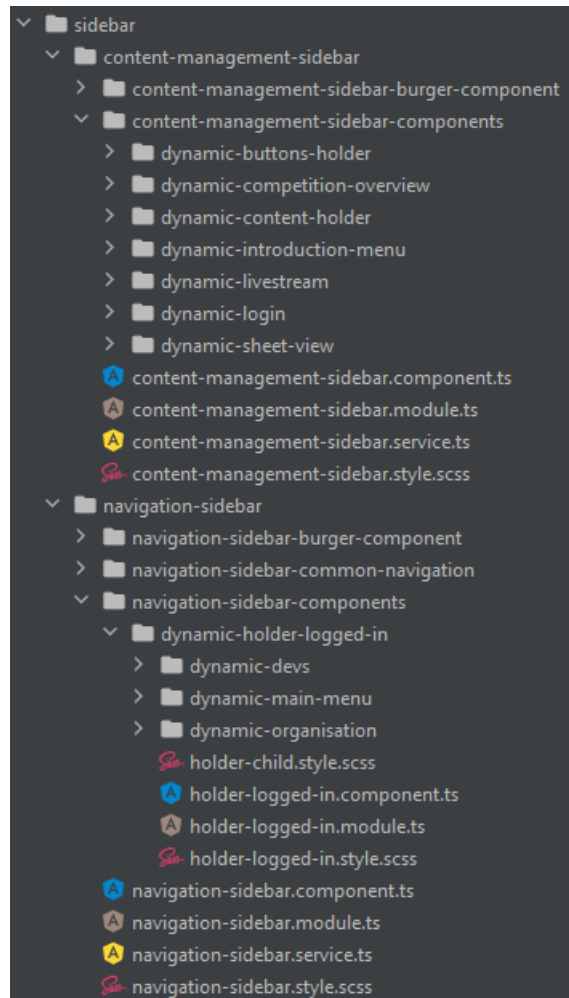 sidebar
content-management-sidebar
content-management-sidebar-burger-component
content-management-sidebar-components
dynamic-buttons-holder
dynamic-competition-overview
dynamic-content-holder
dynamic-introduction-menu
dynamic-livestream
dynamic-login
dynamic-sheet-view
content-management-sidebar.component.ts
content-management-sidebar.module.ts
content-management-sidebar.service.ts
content-management-sidebar.style.scss
navigation-sidebar
navigation-sidebar-burger-component
navigation-sidebar-common-navigation
navigation-sidebar-components
dynamic-holder-logged-in
dynamic-devs
dynamic-main-menu
dynamic-organisation
holder-child.style.scss
holder-logged-in.component.ts
holder-logged-in.module.ts
holder-logged-in.style.scss
navigation-sidebar.component.ts
navigation-sidebar.module.ts
navigation-sidebar.service.ts
navigation-sidebar.style.scss